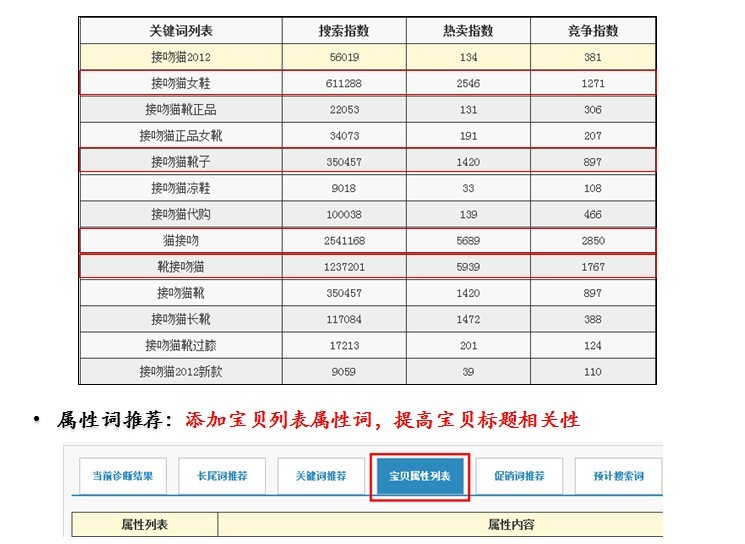 关键词列表 搜索指数 热卖指数 竞争指数
接吻猫2012 56019 134 381
接吻猫女鞋 611288 2546 1271
接吻猫靴正品 22053 131 306
接吻猫正品女靴 34073 191 207
接吻猫靴子 350457 1420 897
接吻猫凉鞋 9018 33 108
接吻猫代购 100038 139 466
猫接吻 2541168 5689 2850
靴接吻猫 1237201 5939 1767
接吻猫靴 350457 1420 897
接吻猫长靴 117084 1472 388
接吻猫靴过膝 17213 201 124
接吻猫2012新款 9059 39 110
• 属性词推荐：添加宝贝列表属性词，提高宝贝标题相关性
当前诊断结果 长尾词推荐 关键词推荐 宝贝属性列表 促销词推荐 预计搜索词
属性列表 属性内容